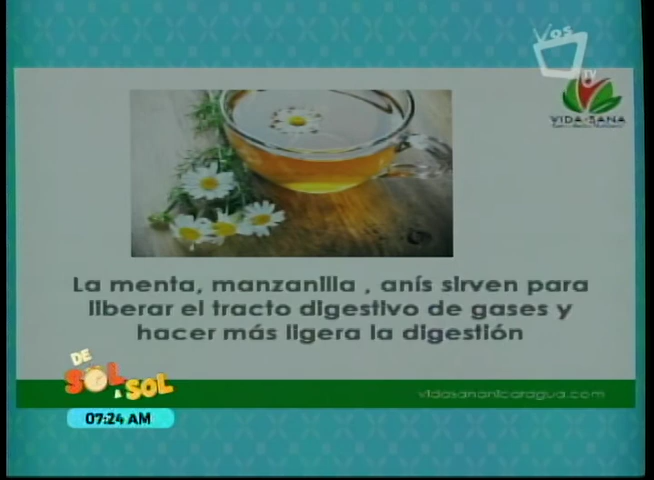 Vos
TV
VIDA SANA
La menta, manzanilla , anís sirven para
liberar el tracto digestivo de gases y
hacer más ligera la digestión
DE
SOL
A SOL
vidasananicaragua.com
07:24 AM